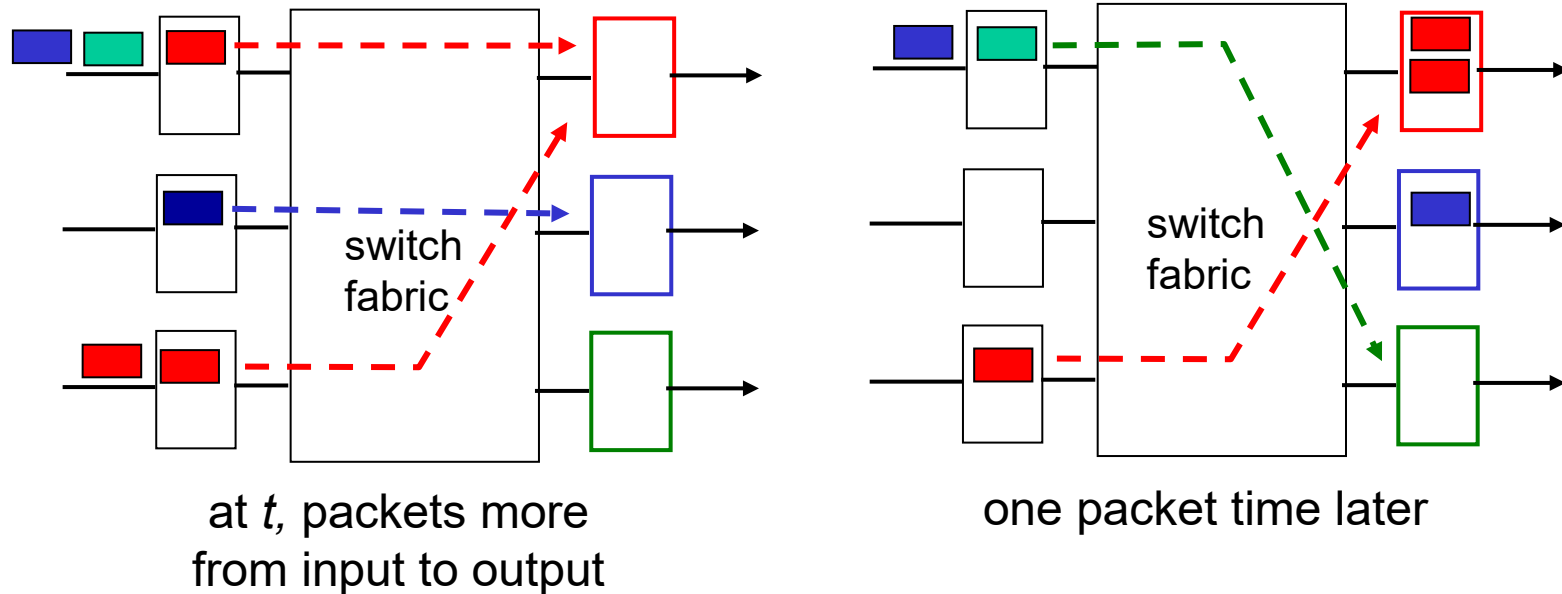 switch
fabric
at t, packets more
from input to output
switch
fabric
one packet time later